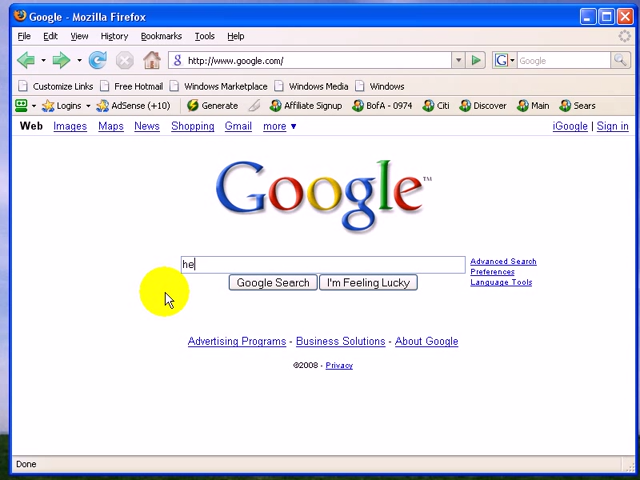 Google - Mozilla Firefox
File Edit View History Bookmarks Tools Help
http://www.google.com/ Google
Customize Links Free Hotmail Windows Marketplace Windows Media Windows
Logins AdSense (+10) Generate Affiliate Signup BofA - 0974 Citi Discover Main Sears
Web Images Maps News Shopping Gmail more ▼ iGoogle | Sign in
Google™
he
Advanced Search
Preferences
Language Tools
Google Search I'm Feeling Lucky
Advertising Programs - Business Solutions - About Google
©2008 - Privacy
Done